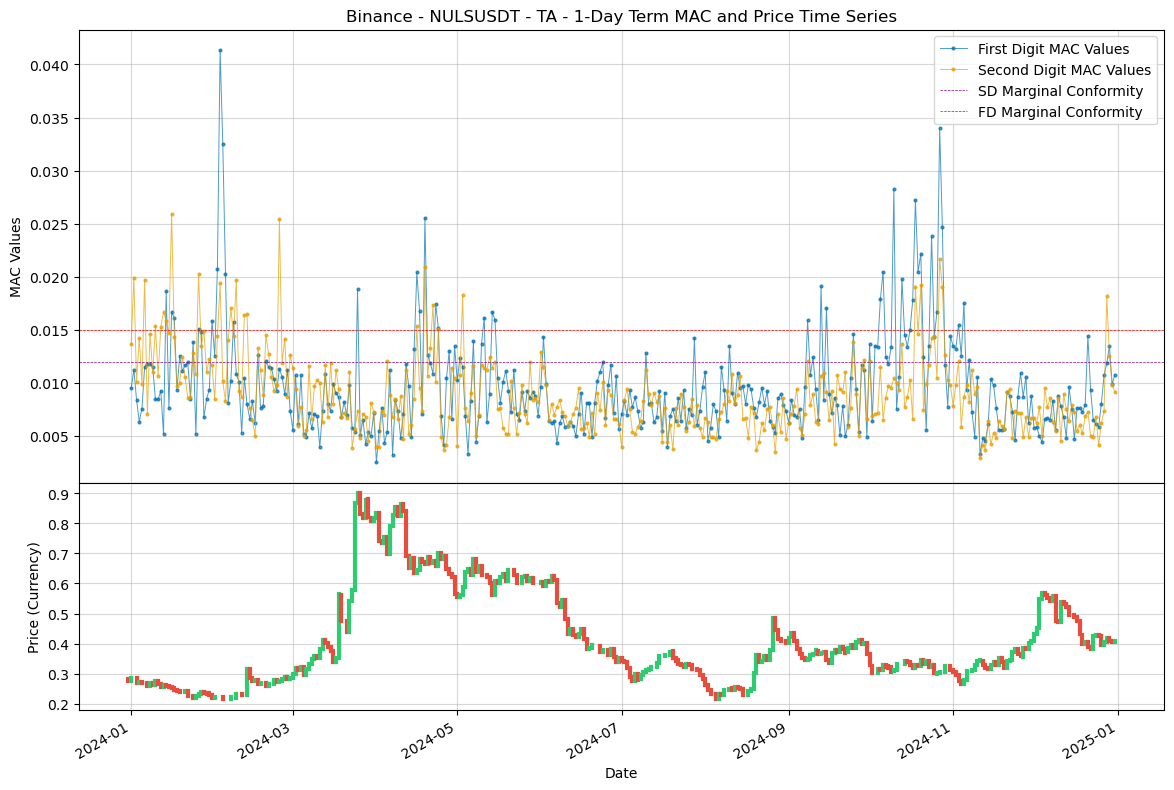 Binance - NULSUSDT - TA - 1-Day Term MAC and Price Time Series
First Digit MAC Values
Second Digit MAC Values
SD Marginal Conformity
FD Marginal Conformity
MAC Values
0.040
0.035
0.030
0.025
0.020
0.015
0.010
0.005
Price (Currency)
0.9
0.8
0.7
0.6
0.5
0.4
0.3
0.2
2024-01
2024-03
2024-05
2024-07
2024-09
2024-11
2025-01
Date